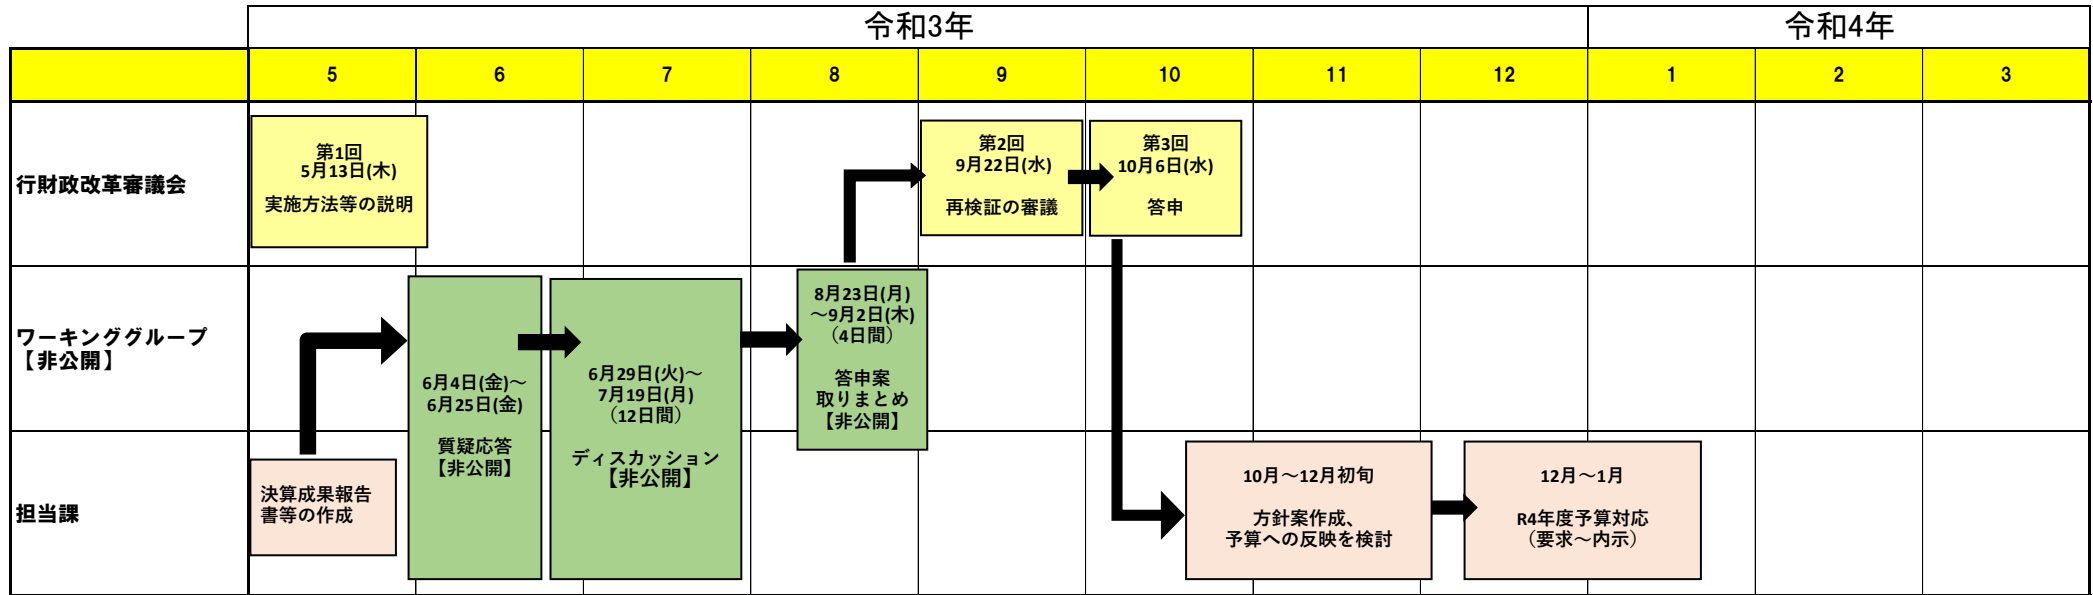 令和3年
令和4年
5 6 7 8 9 10 11 12 1 2 3
行財政改革審議会
第1回
5月13日(木)
実施方法等の説明
第2回
9月22日(水)
再検証の審議
第3回
10月6日(水)
答申
ワーキンググループ
【非公開】
6月4日(金)～
6月25日(金)
質疑応答
【非公開】
6月29日(火)～
7月19日(月)
（12日間）
ディスカッション
【非公開】
8月23日(月)
～9月2日(木)
（4日間）
答申案
取りまとめ
【非公開】
担当課
決算成果報告
書等の作成
10月～12月初旬
方針案作成、
予算への反映を検討
12月～1月
R4年度予算対応
（要求～内示）